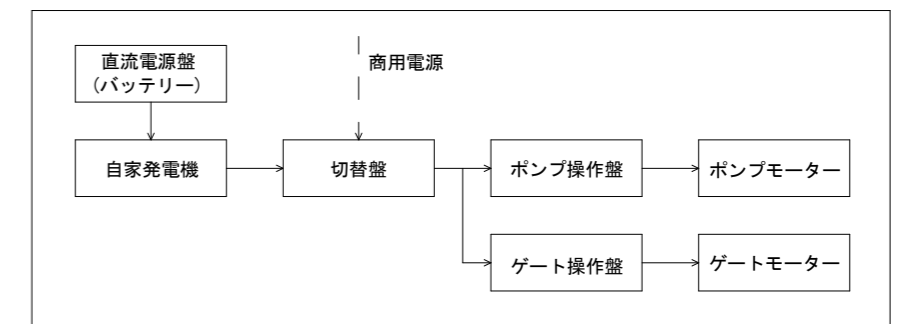 直流電源盤
(バッテリー)
商用電源
自家発電機
切替盤
ポンプ操作盤
ポンプモーター
ゲート操作盤
ゲートモーター